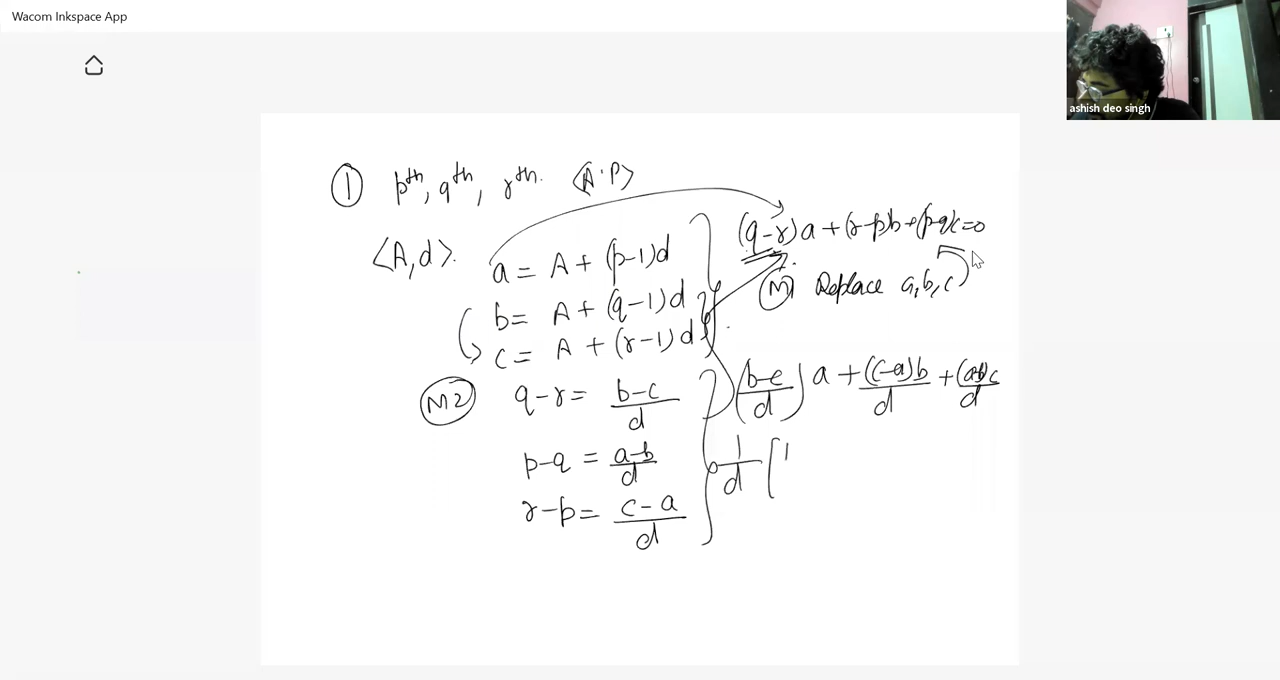 Wacom Inkspace App
ashish deo singh
① pth, qth, rth. <A.P>
<A,d>.
a = A + (p-1)d
b = A + (q-1)d
c = A + (r-1)d
(q-r)a + (r-p)b + (p-q)c=0
(M1) Replace a,b,c
(M2) q-r = (b-c)/d
p-q = (a-b)/d
r-p = (c-a)/d
((b-c)/d) a + (c-a)b/d + (a-b)c/d
1/d [